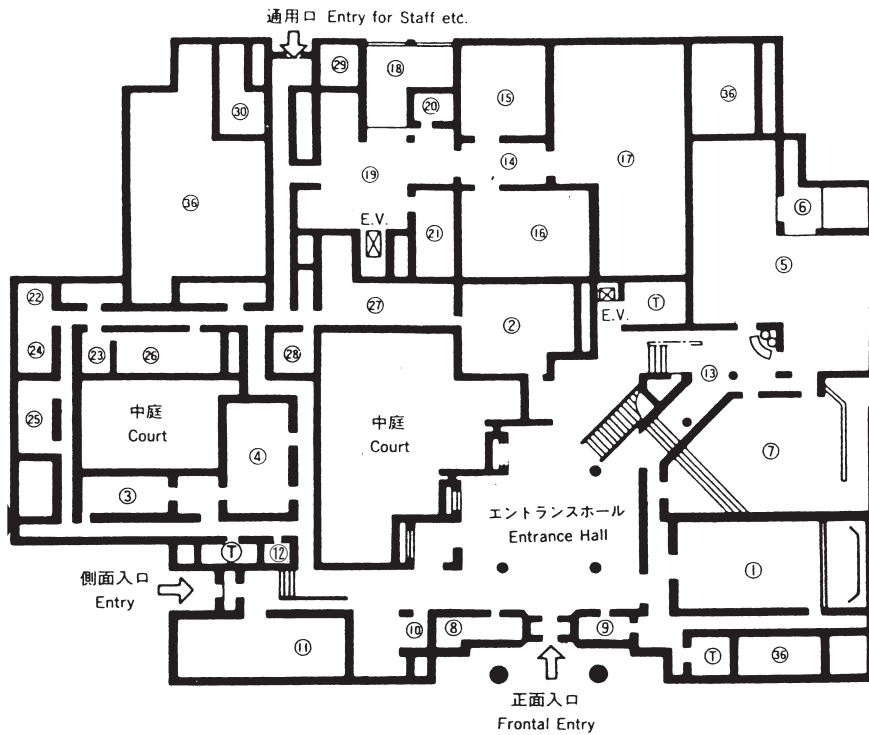 通用口 Entry for Staff etc.
㉙
⑱
⑮
㊱
㉚
⑳
⑰
⑭
⑲
㊱
⑥
E.V.
㉑
⑯
⑤
㉒
㉗
E.V.
Ⓣ
②
㉔
㉓
㉖
㉘
⑬
㉕
中庭
Court
中庭
Court
④
⑦
③
エントランスホール
Entrance Hall
Ⓣ
⑫
①
側面入口
Entry
⑪
⑩
⑧
⑨
Ⓣ
㊱
正面入口
Frontal Entry